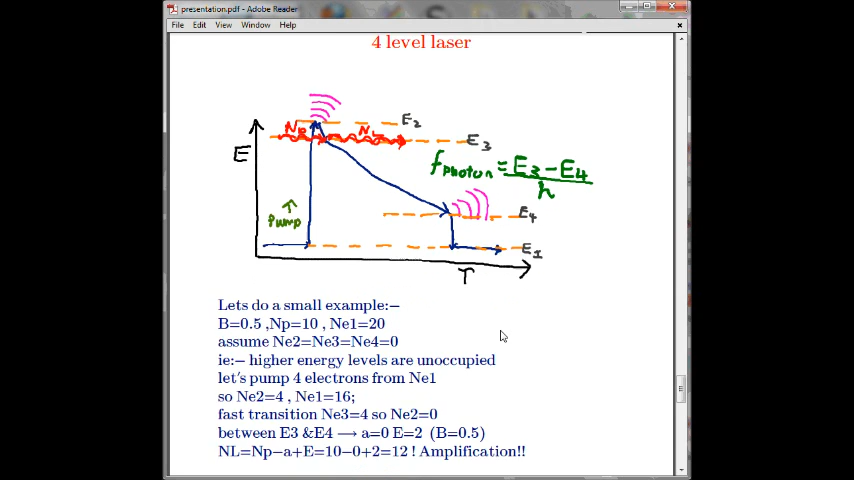 presentation.pdf - Adobe Reader
File Edit View Window Help
4 level laser
E2
Np NL
E3
E
fphoton = E3-E4
h
↑
Pump
E4
E1
T
Lets do a small example:-
B=0.5 ,Np=10 , Ne1=20
assume Ne2=Ne3=Ne4=0
ie:- higher energy levels are unoccupied
let's pump 4 electrons from Ne1
so Ne2=4 , Ne1=16;
fast transition Ne3=4 so Ne2=0
between E3 &E4 ⟶ a=0 E=2 (B=0.5)
NL=Np-a+E=10-0+2=12 ! Amplification!!